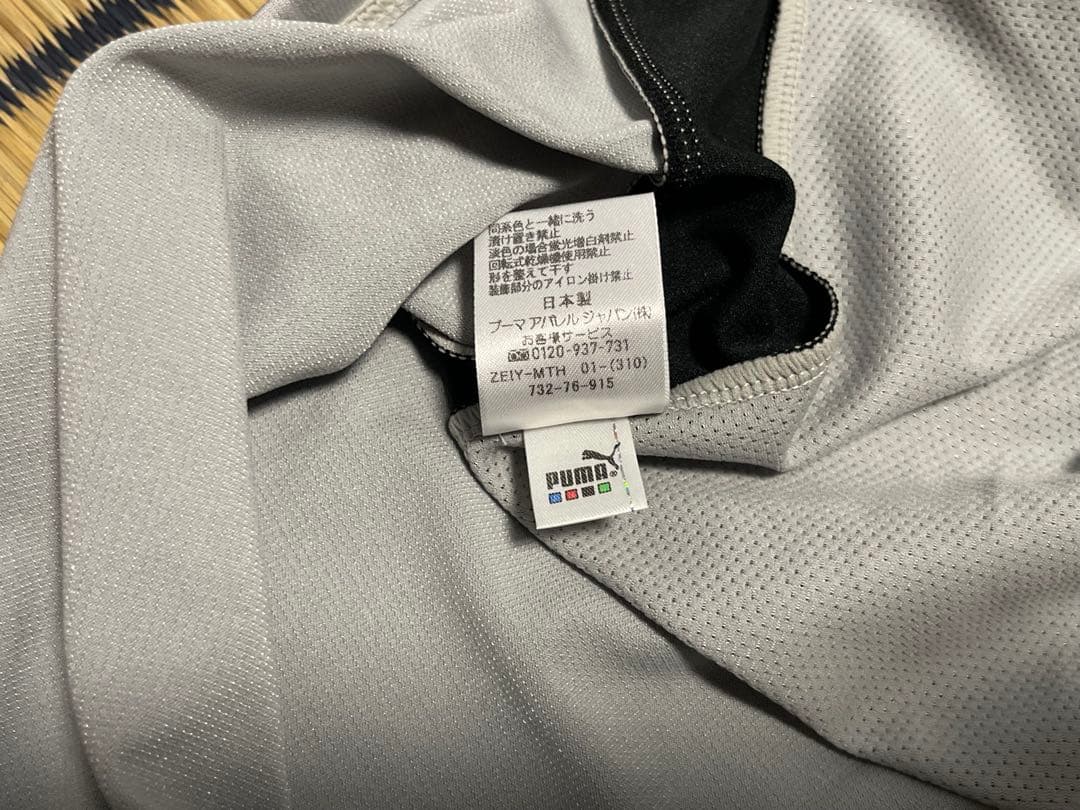 同系色と一緒に洗う
漬け置き禁止
淡色の場合蛍光増白剤禁止
回転式乾燥機使用禁止
形を整えて干す
装飾部分のアイロン掛け禁止
日本製
プーマ アパレル ジャパン(株)
お客様サービス
0120-937-731
ZEIY-MTH 01-(310)
732-76-915
PUMA®